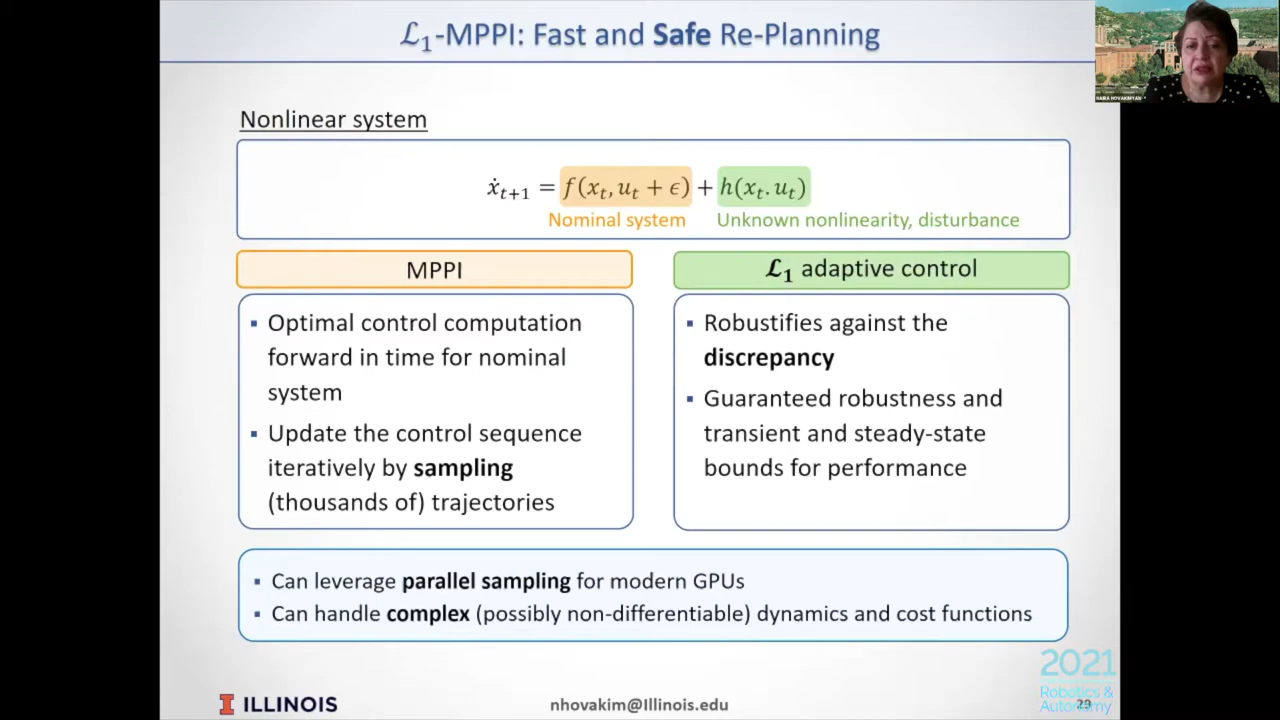 ℒ₁-MPPI: Fast and Safe Re-Planning
NAIRA HOVAKIMYAN
Nonlinear system
ẋₜ₊₁ = f(xₜ, uₜ + ϵ) + h(xₜ. uₜ)
Nominal system
Unknown nonlinearity, disturbance
MPPI
ℒ₁ adaptive control
▪ Optimal control computation
forward in time for nominal
system
▪ Update the control sequence
iteratively by sampling
(thousands of) trajectories
▪ Robustifies against the
discrepancy
▪ Guaranteed robustness and
transient and steady-state
bounds for performance
▪ Can leverage parallel sampling for modern GPUs
▪ Can handle complex (possibly non-differentiable) dynamics and cost functions
ILLINOIS
nhovakim@Illinois.edu
29
2021
Robotics &
Autonomy